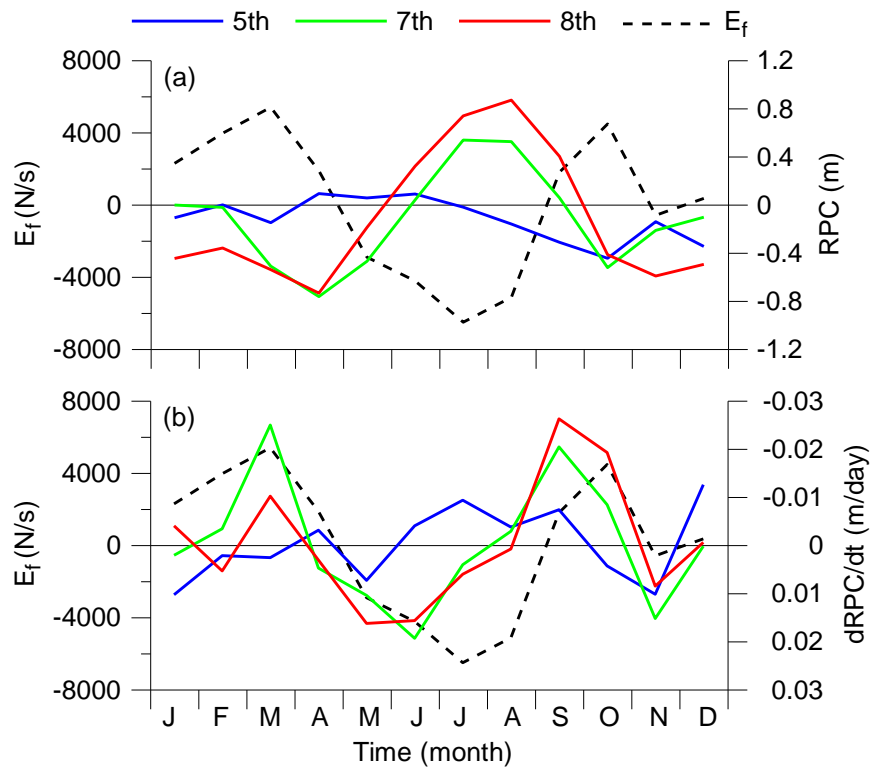 5th 7th 8th E_f
(a)
8000 1.2
0.8
4000 0.4
0 0
-0.4
-4000
-0.8
-8000 -1.2
E_f (N/s)
RPC (m)
(b)
8000 -0.03
-0.02
4000
-0.01
0 0
0.01
-4000
0.02
-8000 0.03
E_f (N/s)
dRPC/dt (m/day)
J F M A M J J A S O N D
Time (month)